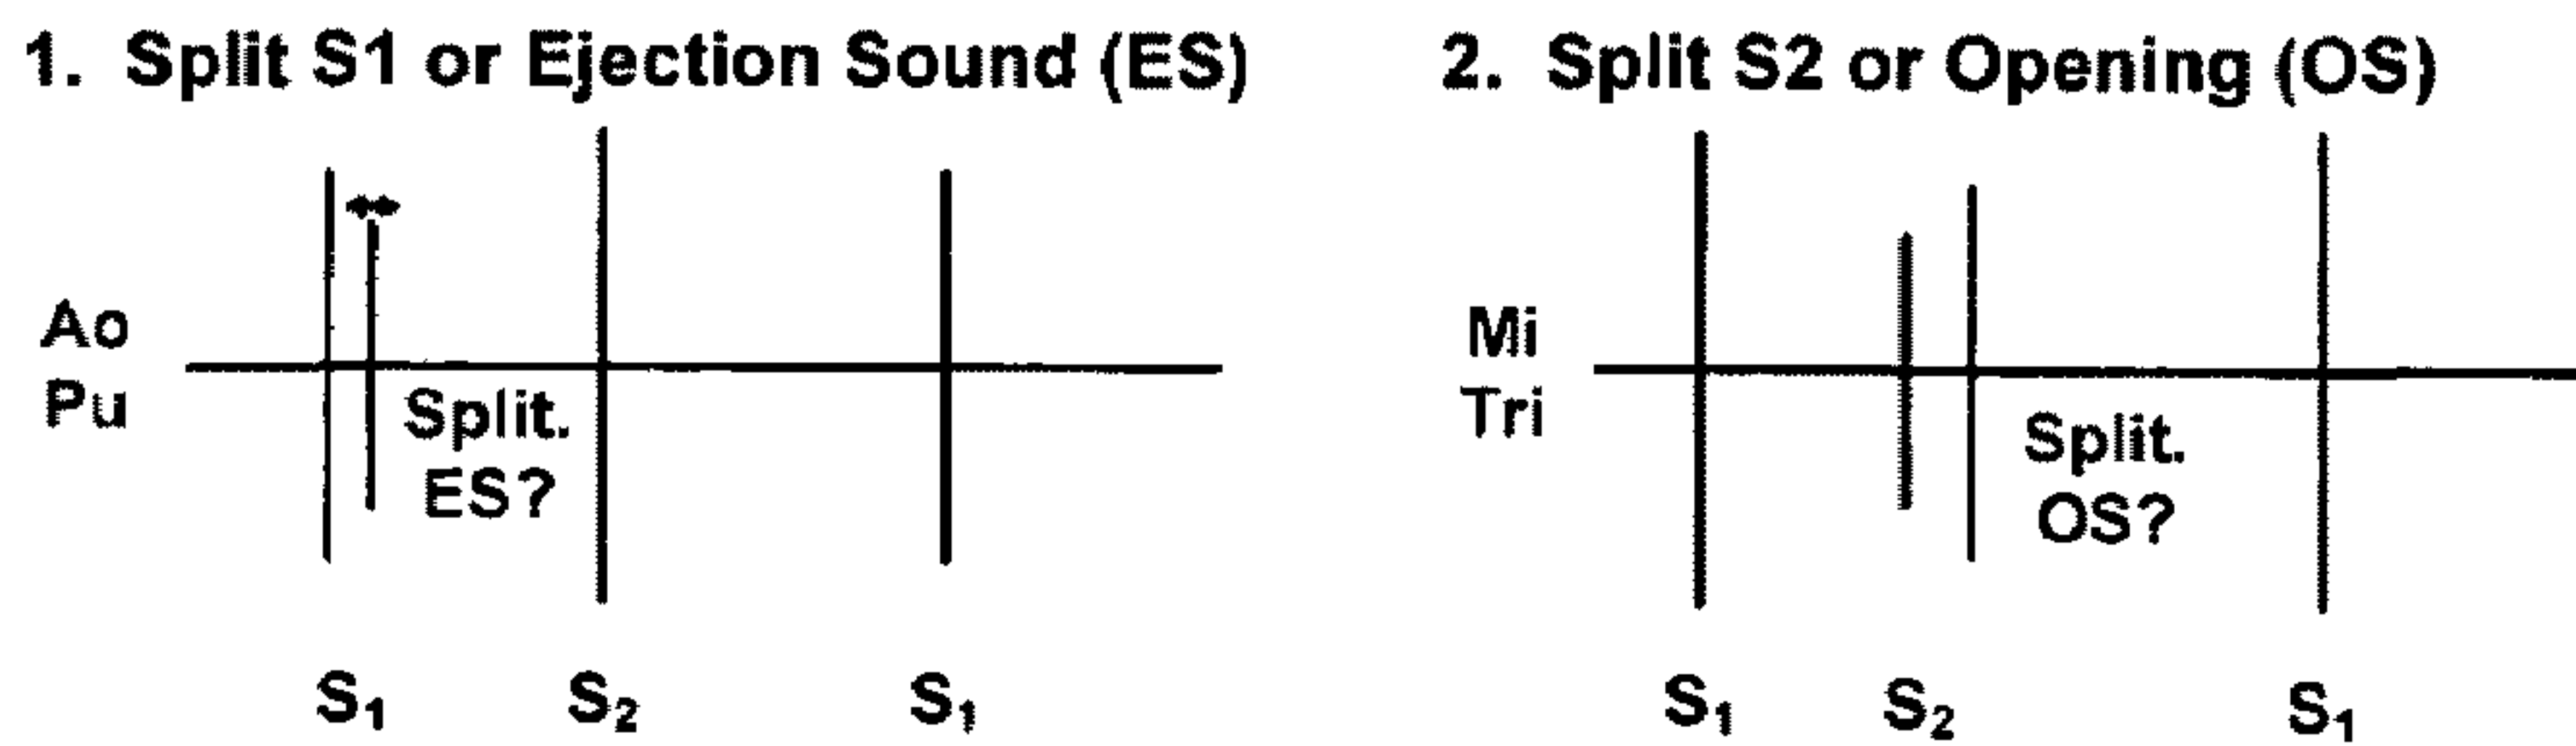 1. Split S1 or Ejection Sound (ES)
Ao
Pu
Split.
ES?
S₁ S₂ S₁
2. Split S2 or Opening (OS)
Mi
Tri
Split.
OS?
S₁ S₂ S₁